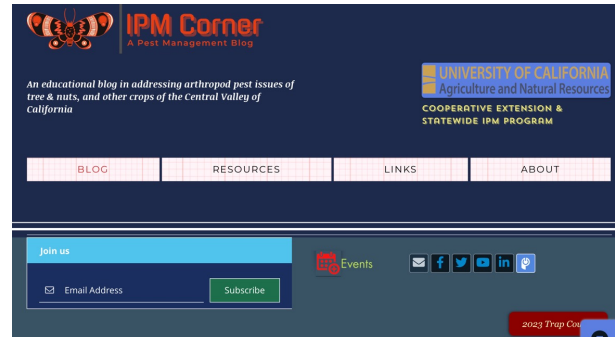 IPM Corner
A Pest Management Blog
An educational blog in addressing arthropod pest issues of
tree & nuts, and other crops of the Central Valley of
California
UNIVERSITY OF CALIFORNIA
Agriculture and Natural Resources
COOPERATIVE EXTENSION &
STATEWIDE IPM PROGRAM
BLOG RESOURCES LINKS ABOUT
Join us
Email Address Subscribe
Events
2023 Trap